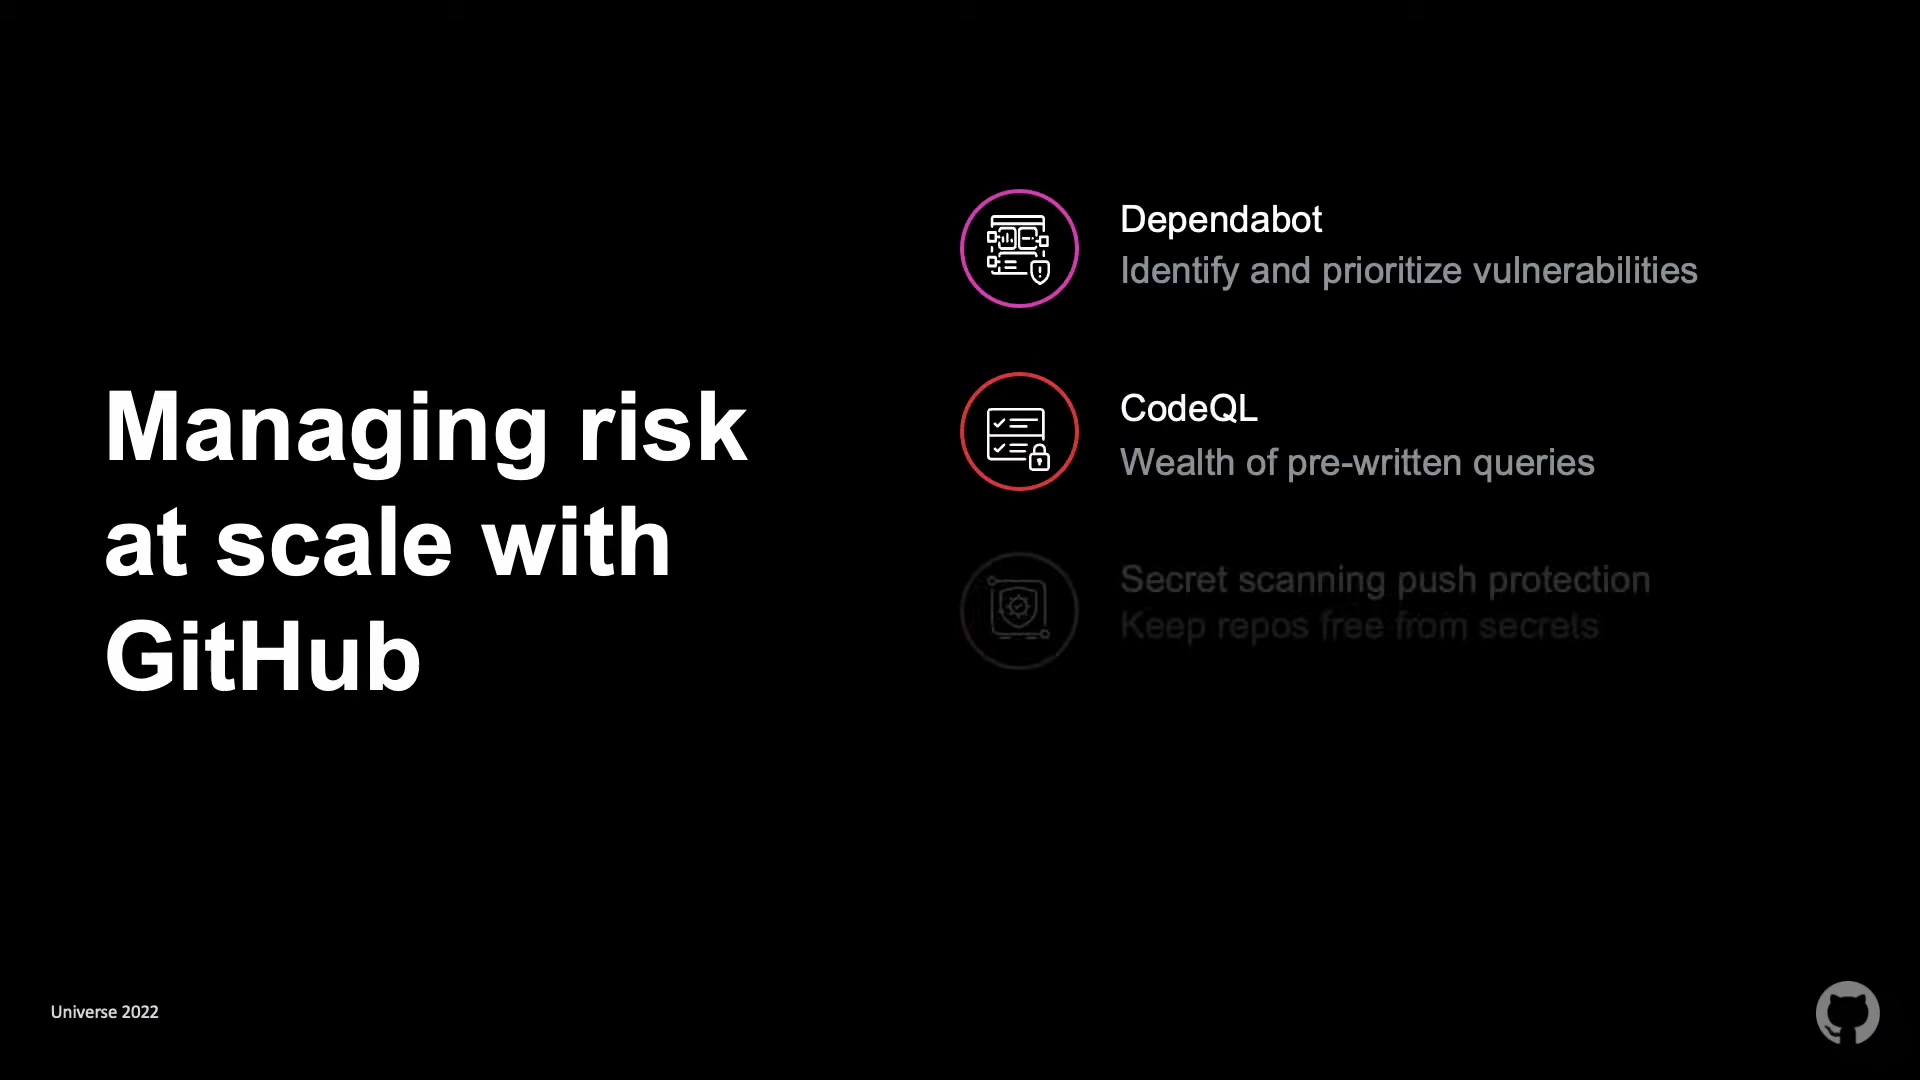 Managing risk
at scale with
GitHub
Dependabot
Identify and prioritize vulnerabilities
CodeQL
Wealth of pre-written queries
Secret scanning push protection
Keep repos free from secrets
Universe 2022